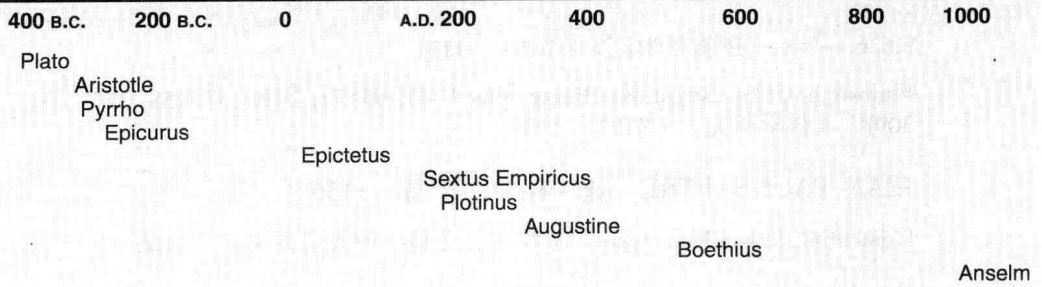 400 B.C. 200 B.C. 0 A.D. 200 400 600 800 1000
Plato
Aristotle
Pyrrho
Epicurus
Epictetus
Sextus Empiricus
Plotinus
Augustine
Boethius
Anselm